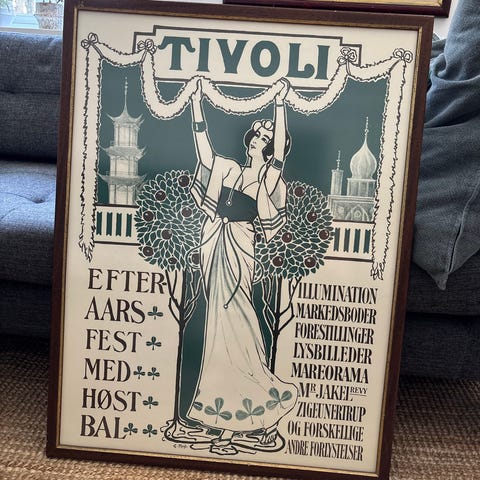 TIVOLI
EFTER-
AARS
FEST
MED
HØST
BAL
ILLUMINATION
MARKEDSBODER
FORESTILLINGER
LYSBILLEDER
MAREORAMA
MR JAKEL REVY
ZIGEUNERTRUP
OG FORSKELLIGE
ANDRE FORLYSTELSER